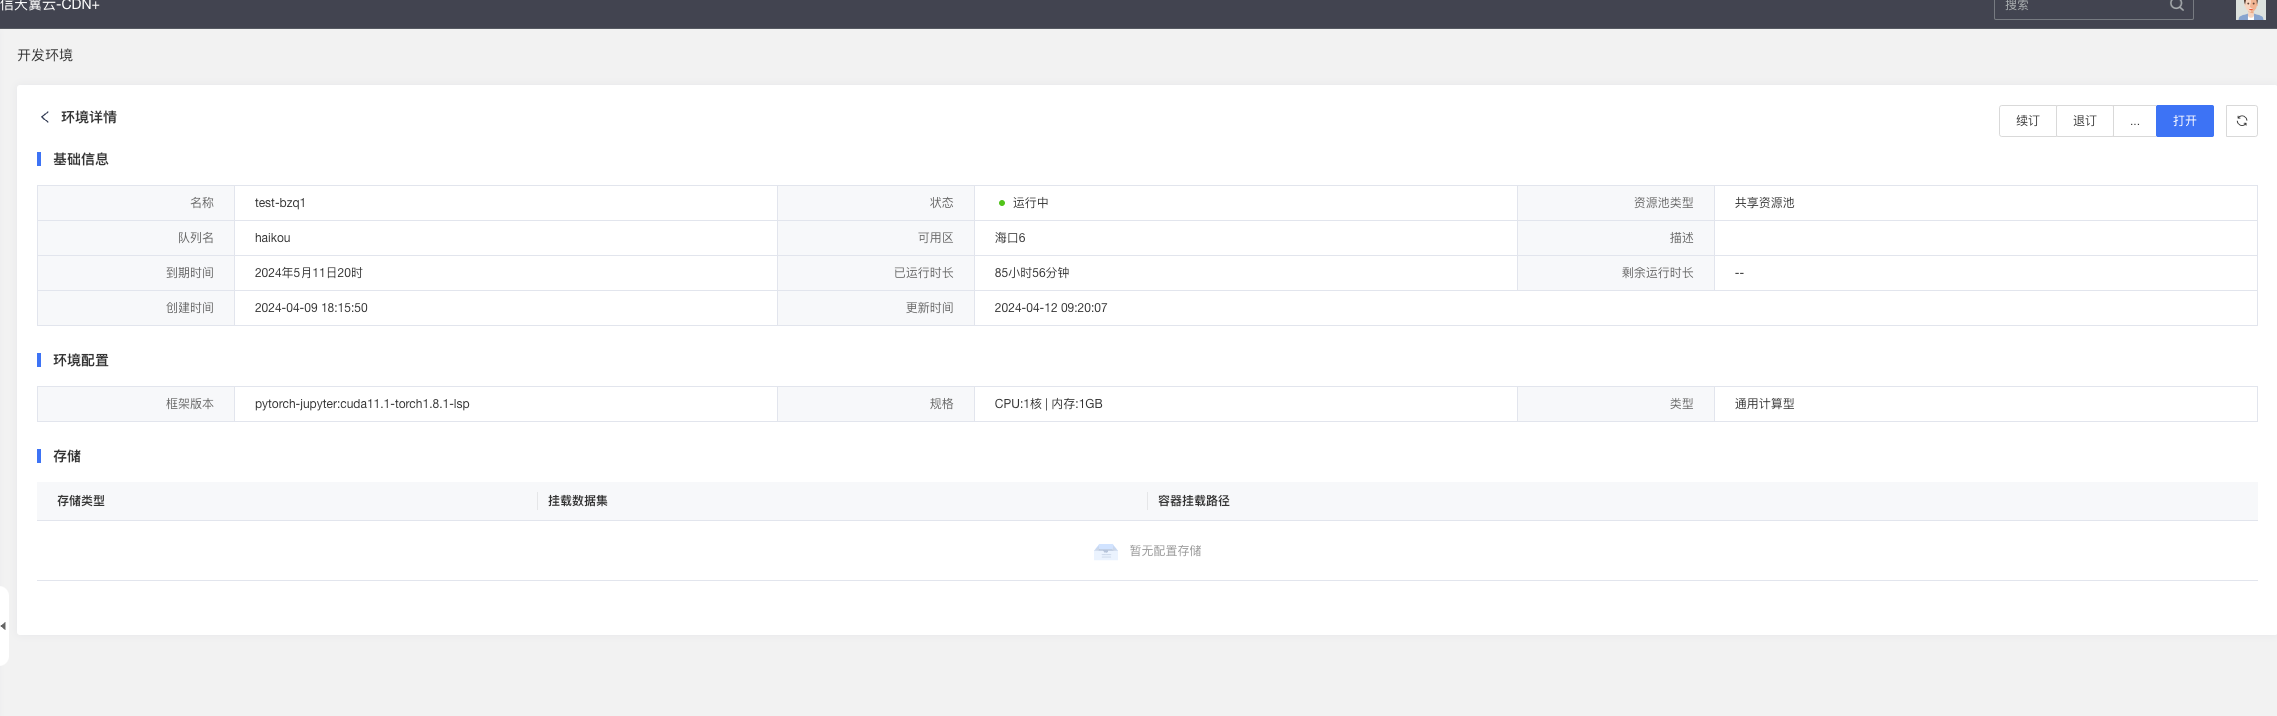 信天翼云-CDN+
搜索
开发环境
环境详情
续订 退订 ... 打开
基础信息
名称 test-bzq1 状态 运行中 资源池类型 共享资源池
队列名 haikou 可用区 海口6 描述
到期时间 2024年5月11日20时 已运行时长 85小时56分钟 剩余运行时长 --
创建时间 2024-04-09 18:15:50 更新时间 2024-04-12 09:20:07
环境配置
框架版本 pytorch-jupyter:cuda11.1-torch1.8.1-lsp 规格 CPU:1核 | 内存:1GB 类型 通用计算型
存储
存储类型 挂载数据集 容器挂载路径
暂无配置存储